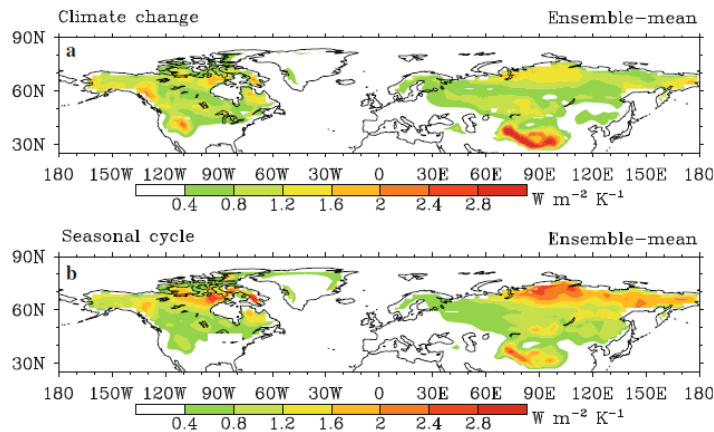 Climate change Ensemble-mean
90N
a
60N
30N
180 150W 120W 90W 60W 30W 0 30E 60E 90E 120E 150E 180
0.4 0.8 1.2 1.6 2 2.4 2.8 W m⁻² K⁻¹
Seasonal cycle Ensemble-mean
90N
b
60N
30N
180 150W 120W 90W 60W 30W 0 30E 60E 90E 120E 150E 180
0.4 0.8 1.2 1.6 2 2.4 2.8 W m⁻² K⁻¹